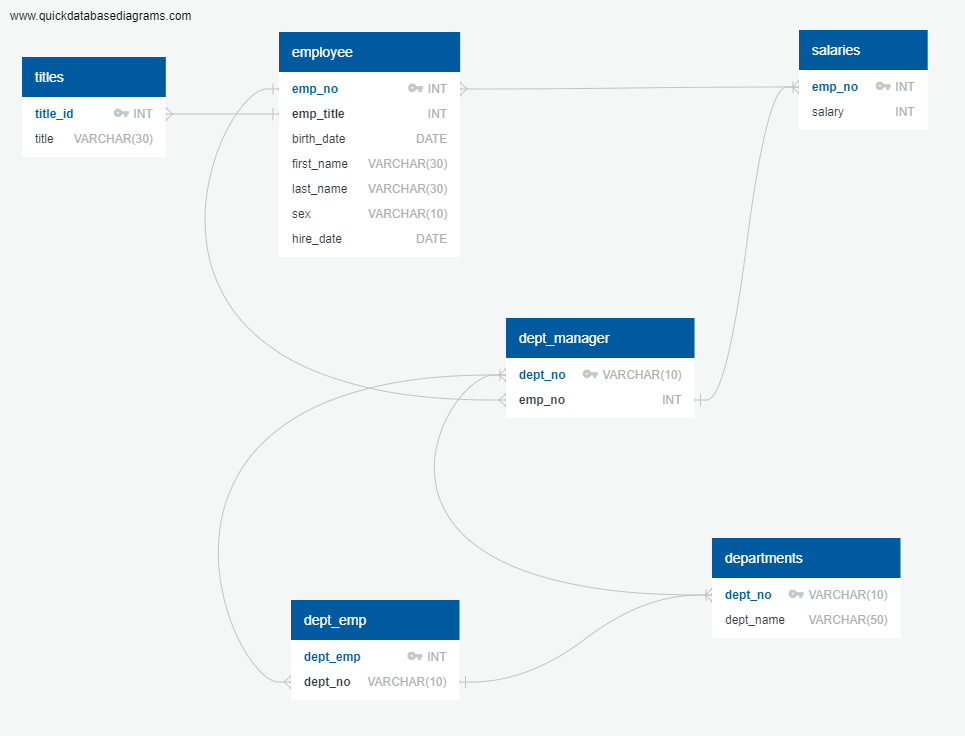 www.quickdatabasediagrams.com
titles
title_id INT
title VARCHAR(30)
employee
emp_no INT
emp_title INT
birth_date DATE
first_name VARCHAR(30)
last_name VARCHAR(30)
sex VARCHAR(10)
hire_date DATE
salaries
emp_no INT
salary INT
dept_manager
dept_no VARCHAR(10)
emp_no INT
departments
dept_no VARCHAR(10)
dept_name VARCHAR(50)
dept_emp
dept_emp INT
dept_no VARCHAR(10)